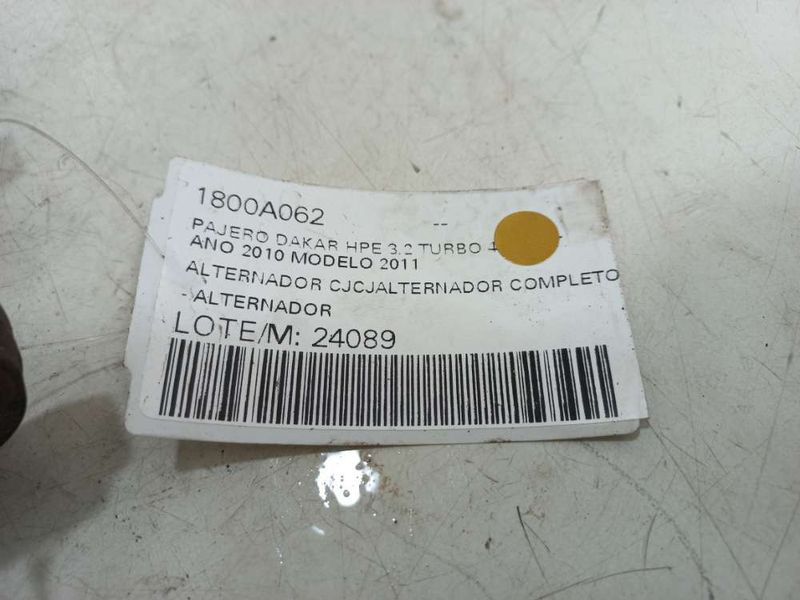 1800A062 --
PAJERO DAKAR HPE 3.2 TURBO
ANO 2010 MODELO 2011
ALTERNADOR CJCJALTERNADOR COMPLETO
- ALTERNADOR
LOTE/M: 24089